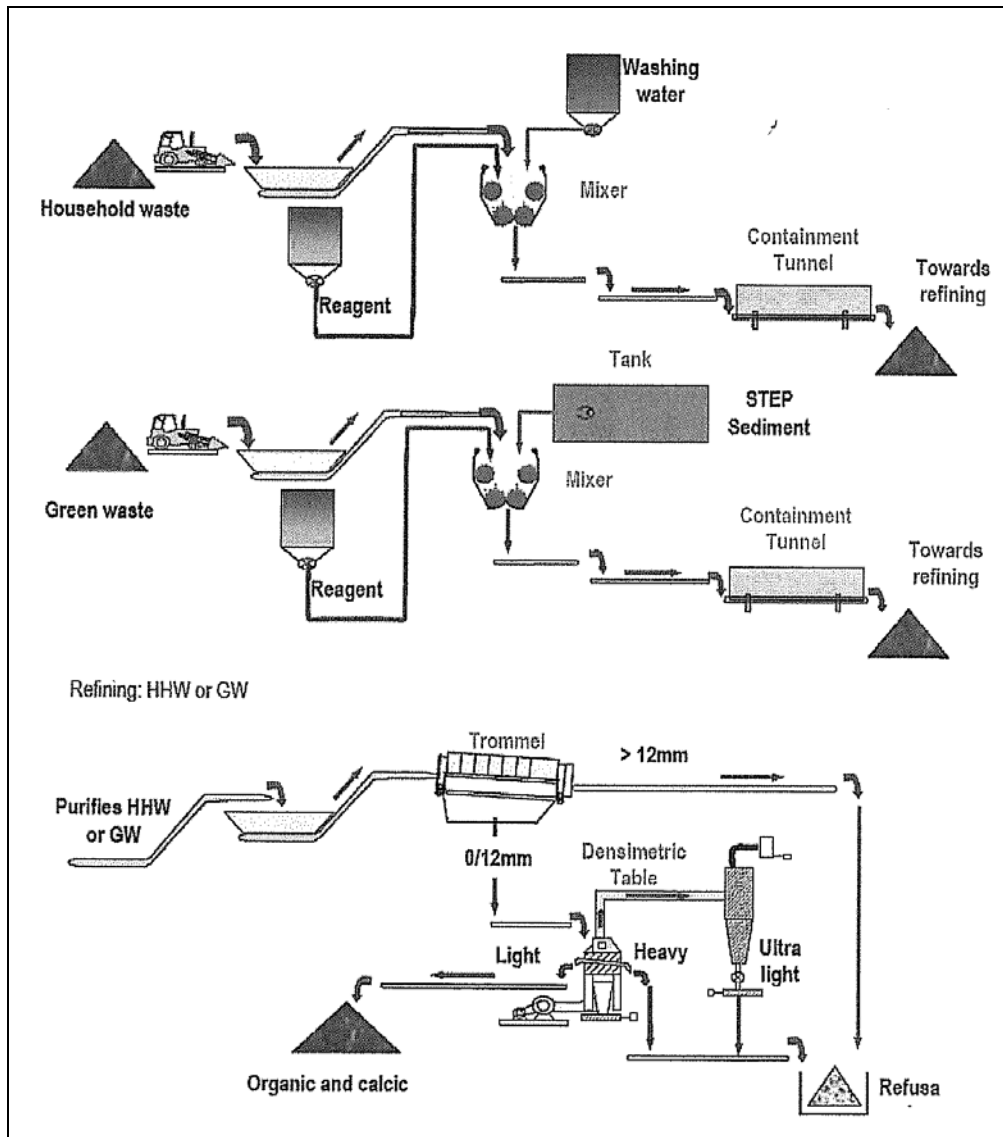 Washing
water
Household waste
Mixer
Reagent
Containment
Tunnel
Towards
refining
Tank
STEP
Sediment
Green waste
Mixer
Reagent
Containment
Tunnel
Towards
refining
Refining: HHW or GW
Trommel
> 12mm
Purifies HHW
or GW
0/12mm
Densimetric
Table
Light
Heavy
Ultra
light
Organic and calcic
Refusa